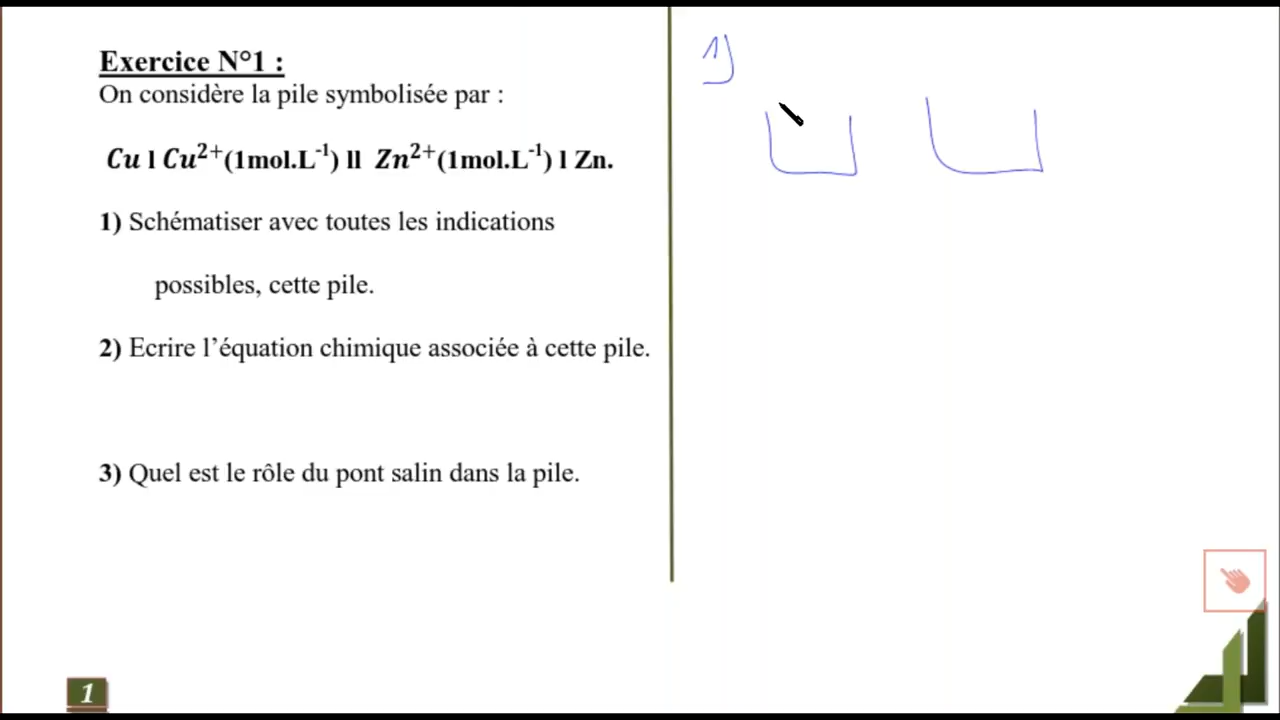 Exercice N°1 :
On considère la pile symbolisée par :
Cu l Cu²⁺(1mol.L⁻¹) ll Zn²⁺(1mol.L⁻¹) l Zn.
1) Schématiser avec toutes les indications
possibles, cette pile.
2) Ecrire l’équation chimique associée à cette pile.
3) Quel est le rôle du pont salin dans la pile.
1
1)